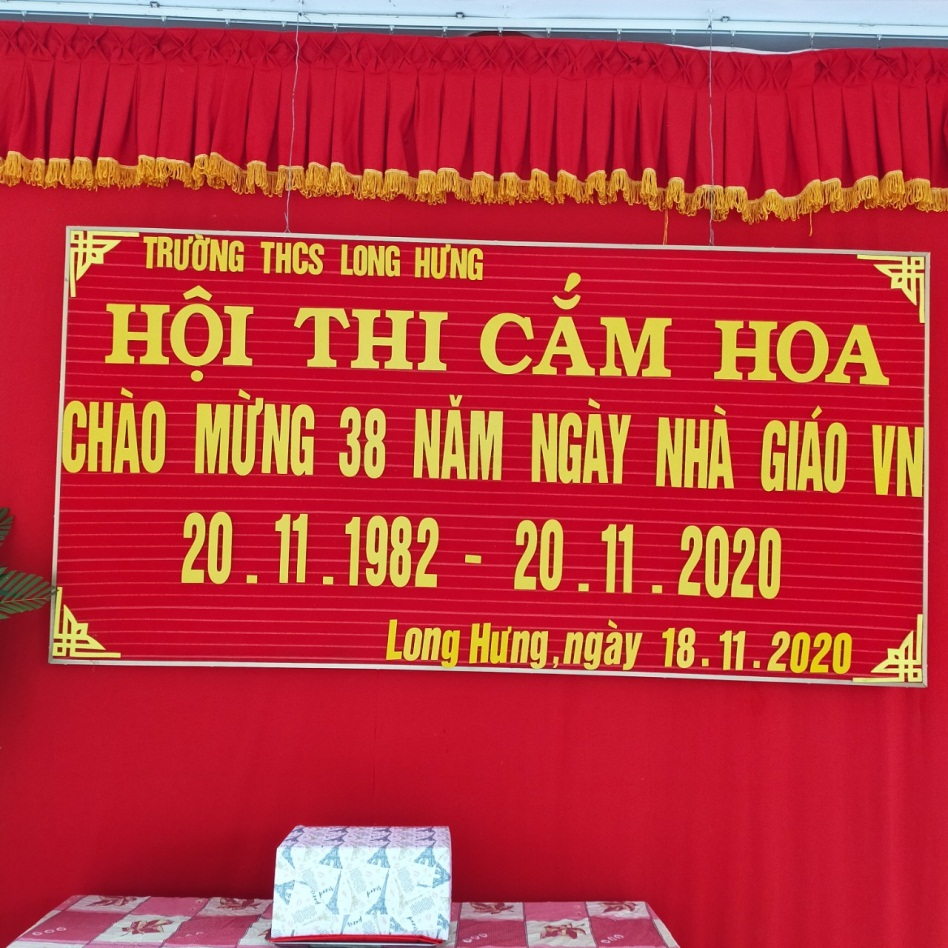 TRƯỜNG THCS LONG HƯNG
HỘI THI CẮM HOA
CHÀO MỪNG 38 NĂM NGÀY NHÀ GIÁO VN
20.11.1982 - 20.11.2020
Long Hưng, ngày 18.11.2020